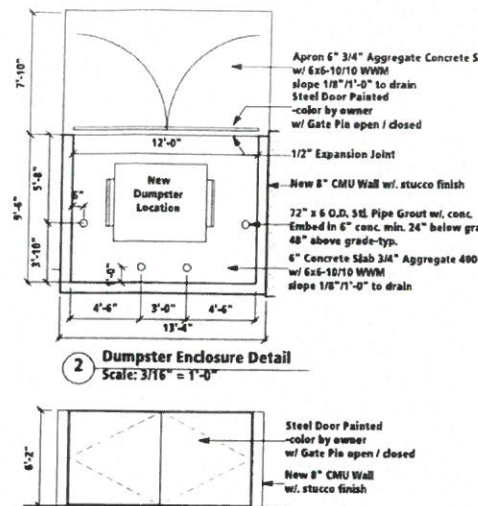 7'-10"
Apron 6" 3/4" Aggregate Concrete S
w/ 6x6-10/10 WWM
slope 1/8"/1'-0" to drain
Steel Door Painted
-color by owner
w/ Gate Pin open / closed
12'-0"
1/2" Expansion Joint
9'-6"
5'-8"
6"
New
Dumpster
Location
New 8" CMU Wall w/. stucco finish
72" x 6 O.D. Stl. Pipe Grout w/. conc.
Embed in 6" conc. min. 24" below gra
48" above grade-typ.
3'-10"
1'-0"
6" Concrete Slab 3/4" Aggregate 400
w/ 6x6-10/10 WWM
slope 1/8"/1'-0" to drain
4'-6" 3'-0" 4'-6"
13'-4"
2 Dumpster Enclosure Detail
Scale: 3/16" = 1'-0"
6'-2"
Steel Door Painted
-color by owner
w/ Gate Pin open / closed
New 8" CMU Wall
w/. stucco finish